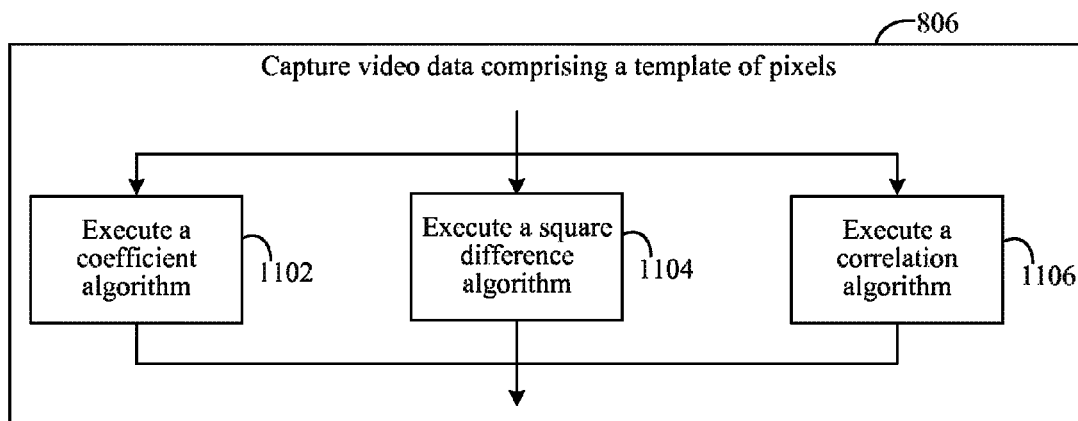 806
Capture video data comprising a template of pixels
Execute a
coefficient
algorithm
1102
Execute a square
difference
algorithm
1104
Execute a
correlation
algorithm
1106